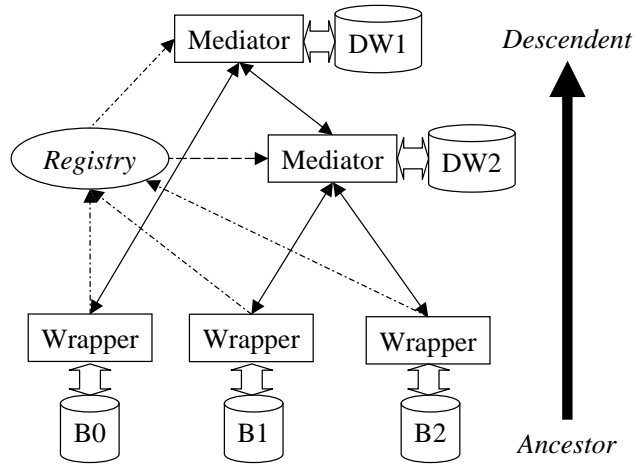 Mediator
DW1
Descendent
Registry
Mediator
DW2
Wrapper
Wrapper
Wrapper
B0
B1
B2
Ancestor